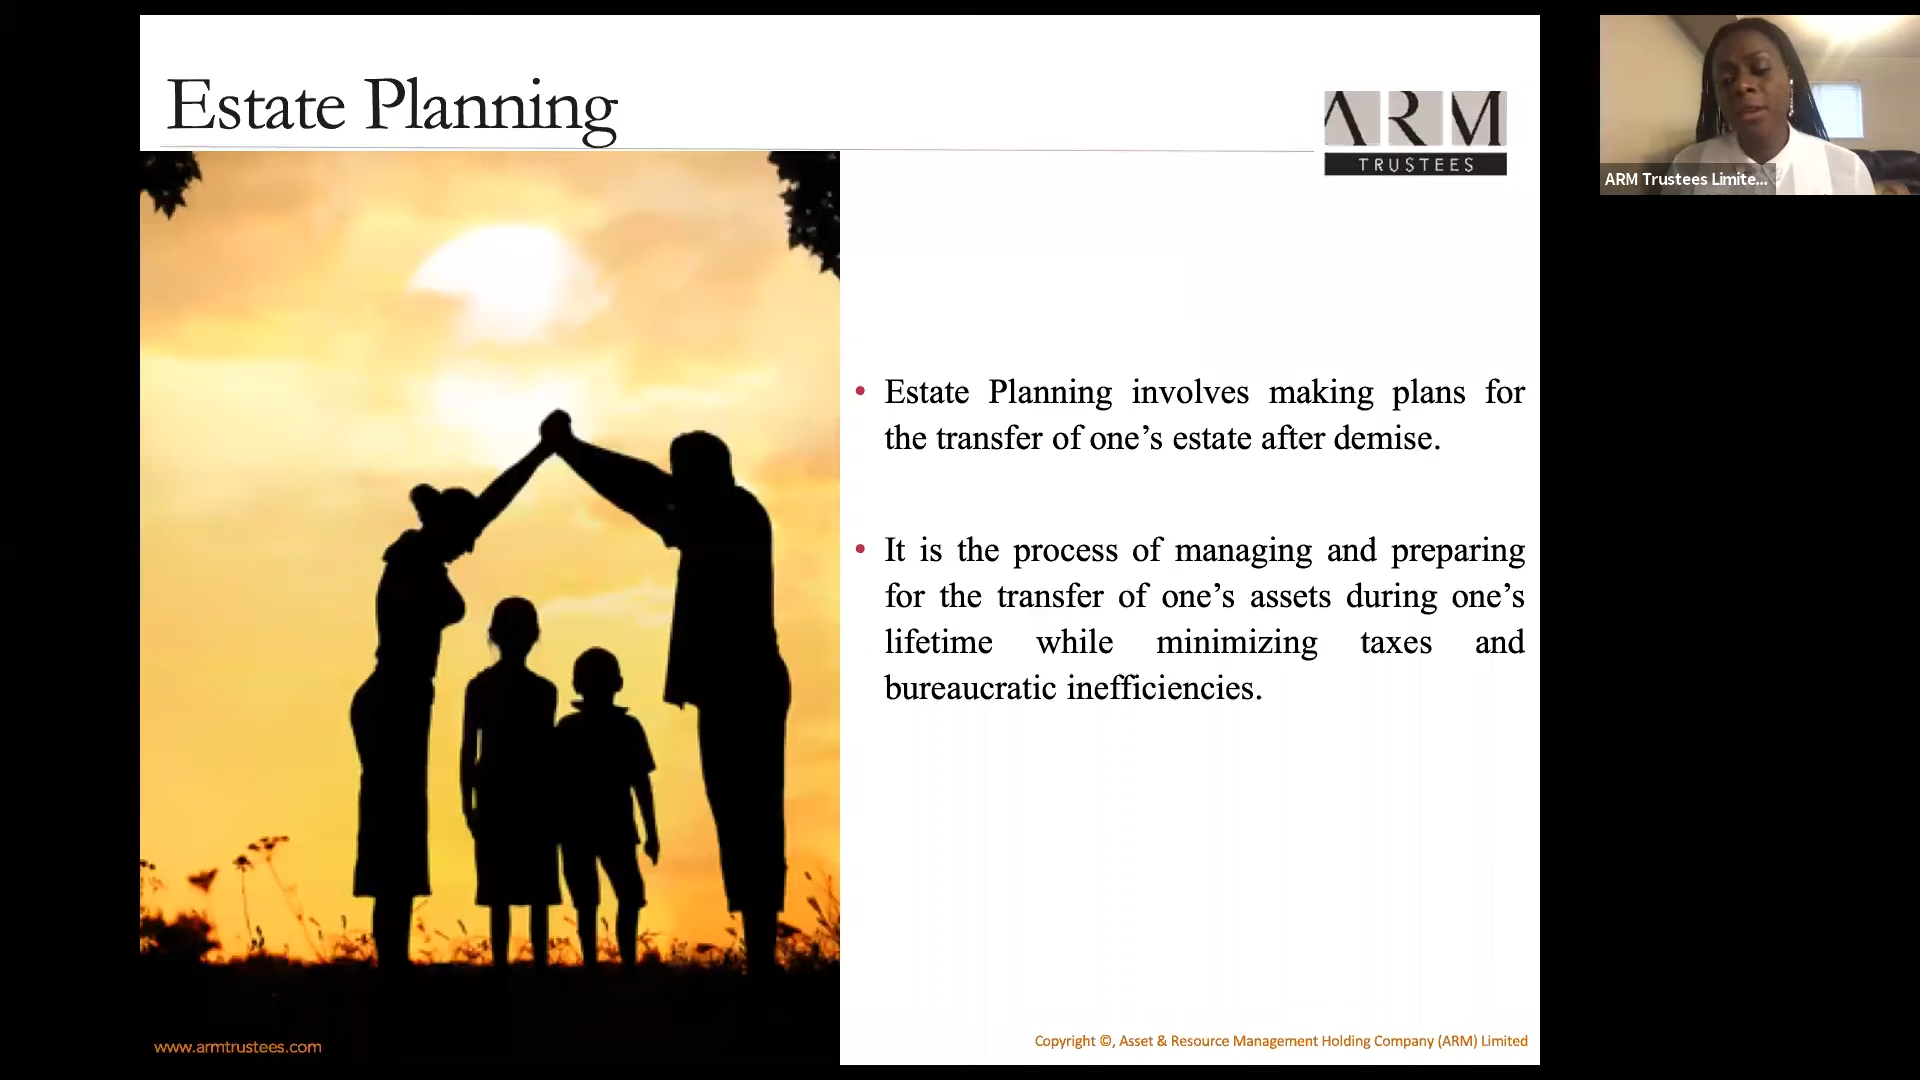 Estate Planning
ARM
TRUSTEES
ARM Trustees Limite...
• Estate Planning involves making plans for
the transfer of one’s estate after demise.
• It is the process of managing and preparing
for the transfer of one’s assets during one’s
lifetime while minimizing taxes and
bureaucratic inefficiencies.
www.armtrustees.com
Copyright ©, Asset & Resource Management Holding Company (ARM) Limited